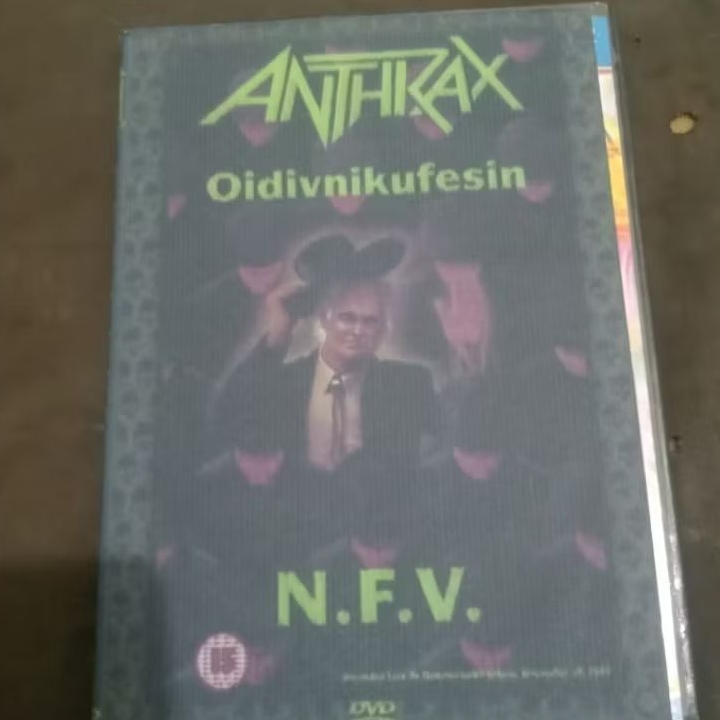 ANTHRAX
Oidivnikufesin
N.F.V.
15
DVD